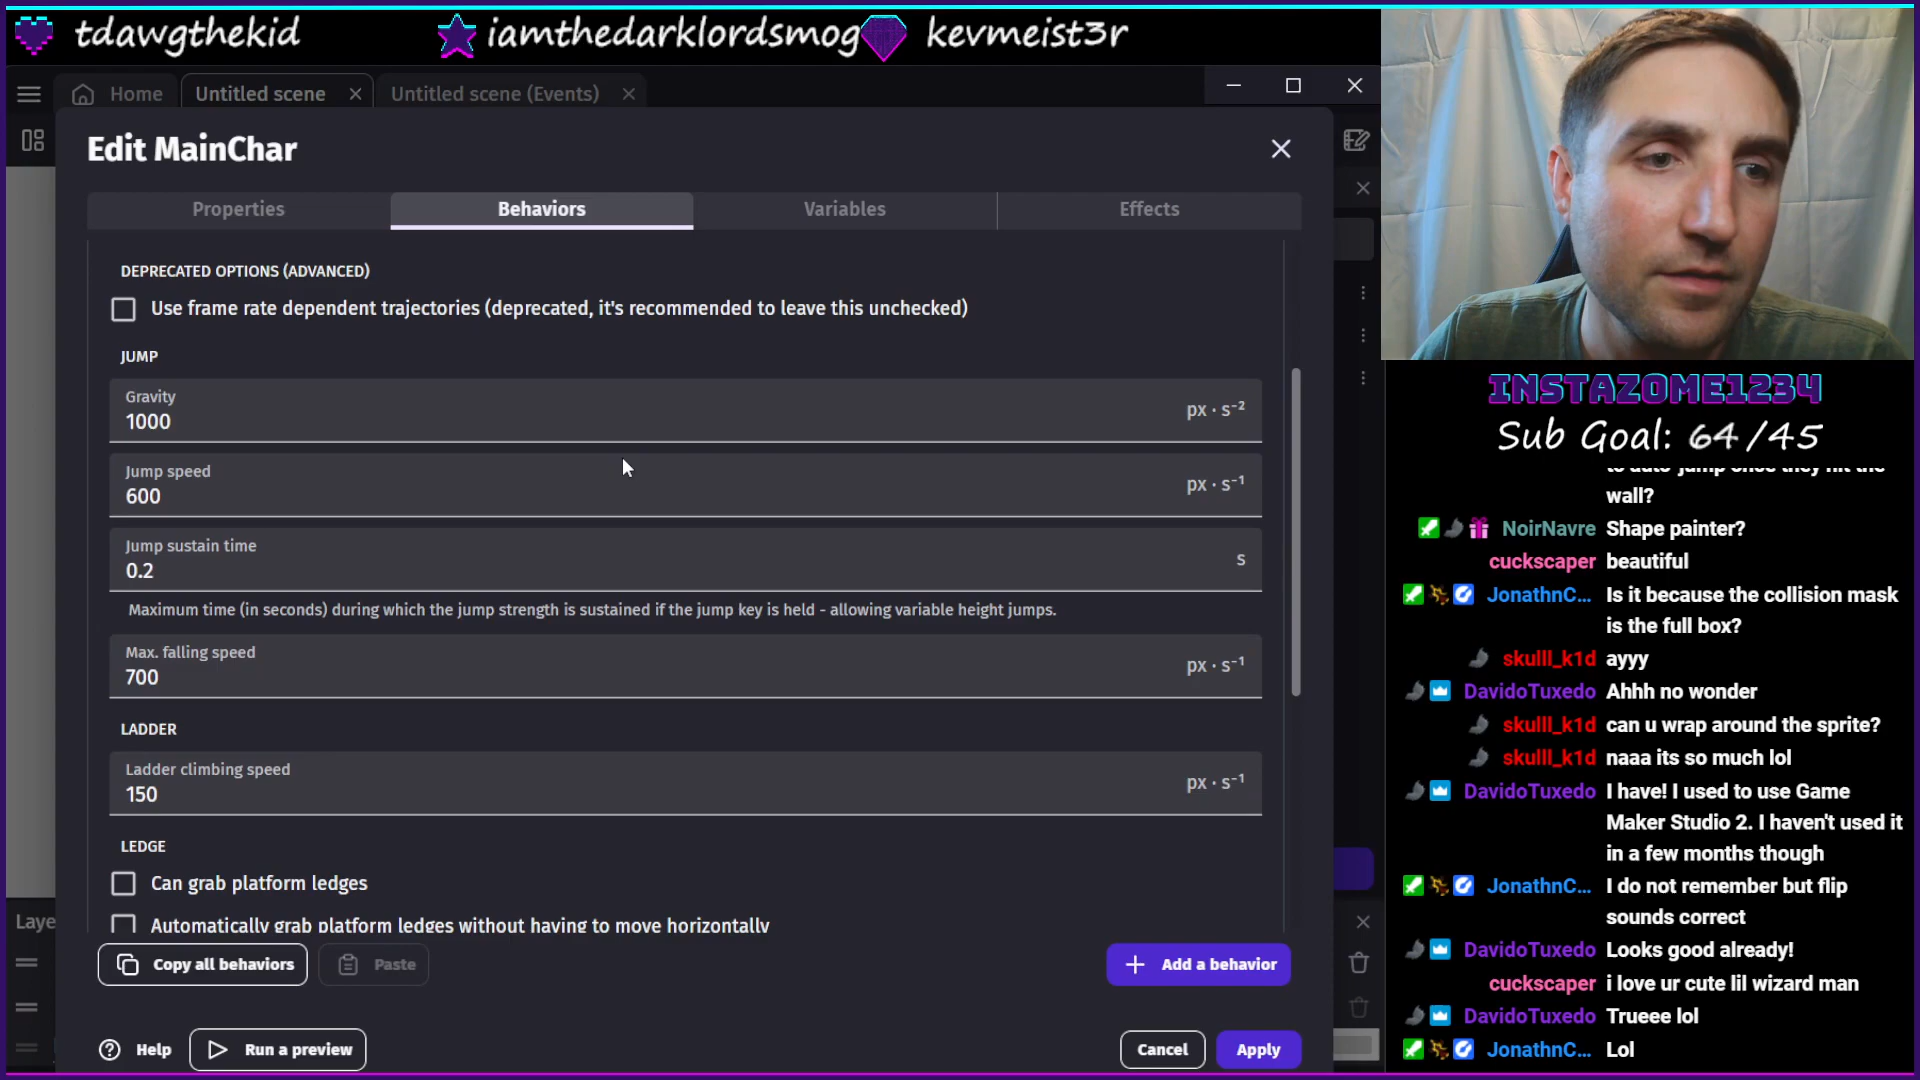 tdawgthekid iamthedarklordsmog kevmeist3r
Home Untitled scene Untitled scene (Events)
Edit MainChar
Properties Behaviors Variables Effects
DEPRECATED OPTIONS (ADVANCED)
Use frame rate dependent trajectories (deprecated, it's recommended to leave this unchecked)
JUMP
Gravity
1000 px · s⁻²
Jump speed
600 px · s⁻¹
Jump sustain time
0.2 s
Maximum time (in seconds) during which the jump strength is sustained if the jump key is held - allowing variable height jumps.
Max. falling speed
700 px · s⁻¹
LADDER
Ladder climbing speed
150 px · s⁻¹
LEDGE
Can grab platform ledges
Automatically grab platform ledges without having to move horizontally
Laye
Copy all behaviors Paste Add a behavior
Help Run a preview Cancel Apply
INSTAZOME1234
Sub Goal: 64/45
to auto-jump once they hit the
wall?
NoirNavre Shape painter?
cuckscaper beautiful
JonathnC... Is it because the collision mask
is the full box?
skulll_k1d ayyy
DavidoTuxedo Ahhh no wonder
skulll_k1d can u wrap around the sprite?
skulll_k1d naaa its so much lol
DavidoTuxedo I have! I used to use Game
Maker Studio 2. I haven't used it
in a few months though
JonathnC... I do not remember but flip
sounds correct
DavidoTuxedo Looks good already!
cuckscaper i love ur cute lil wizard man
DavidoTuxedo Trueee lol
JonathnC... Lol